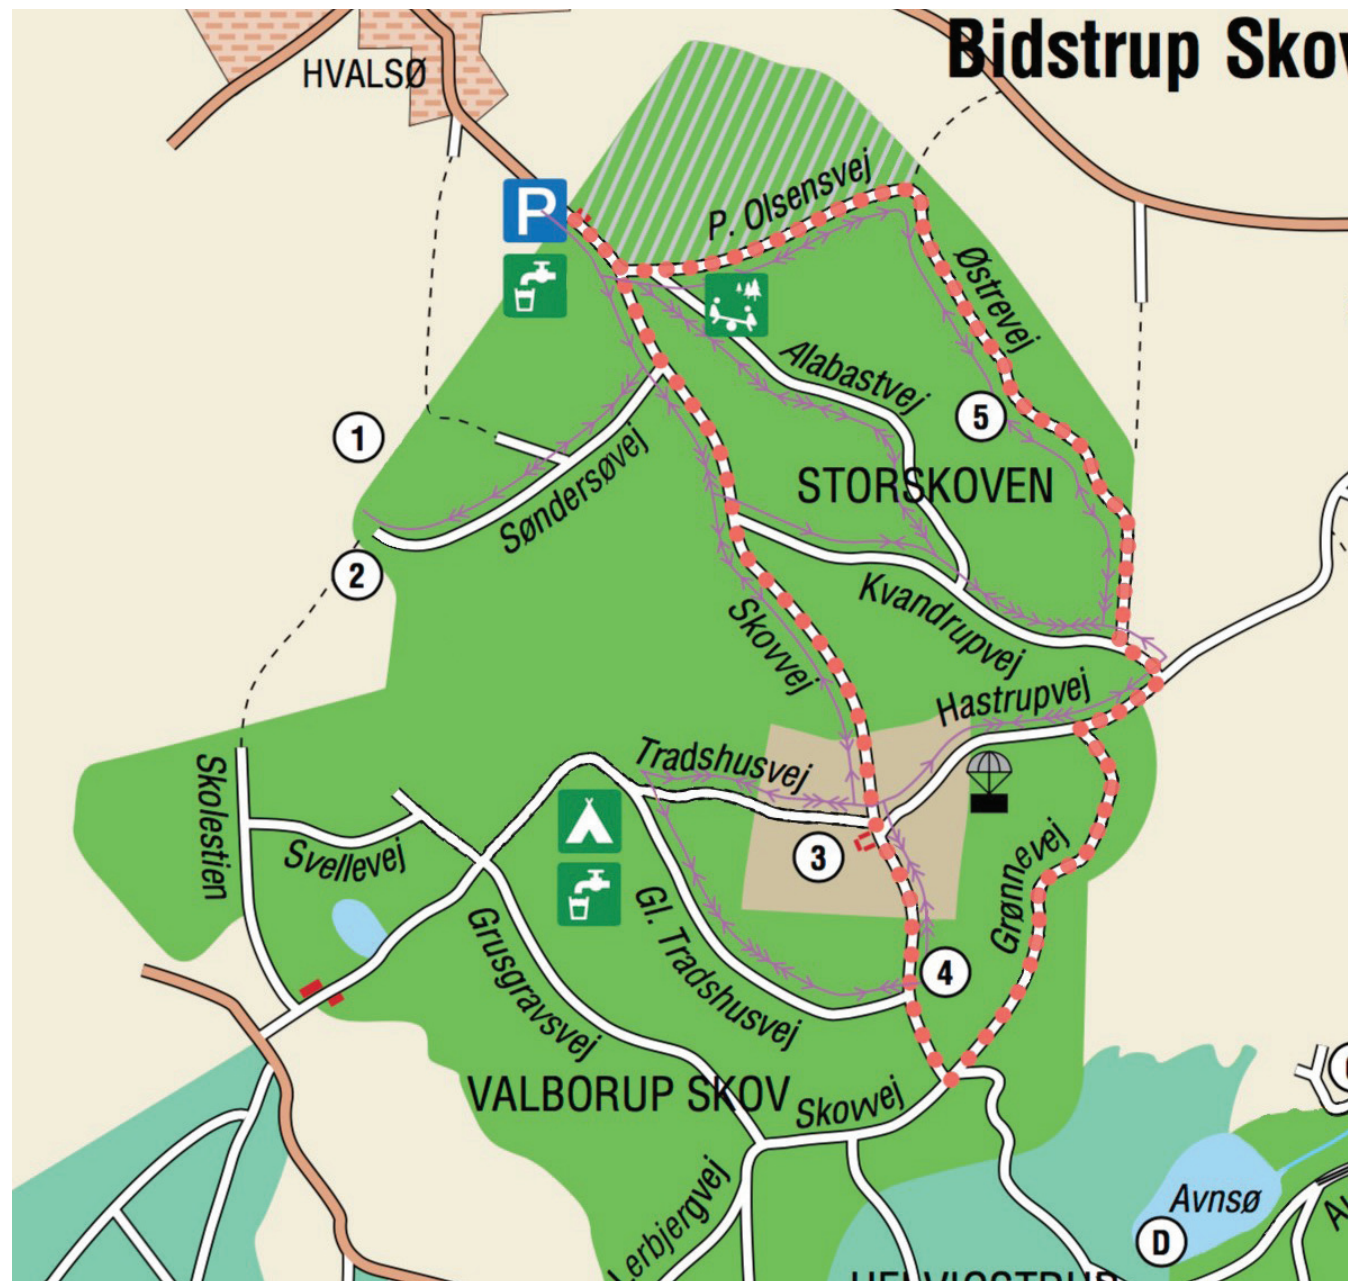 Bidstrup Skov
HVALSØ
P
P. Olsensvej
Østrevej
Alabastvej
5
1
STORSKOVEN
Søndersøvej
2
Kvandrupvej
Skovvej
Hastrupvej
Tradshusvej
Skolestien
Svellevej
3
Grønnevej
Gl. Tradshusvej
Grusgravsvej
4
VALBORUP SKOV
Skovvej
Lerbjergvej
Avnsø
D